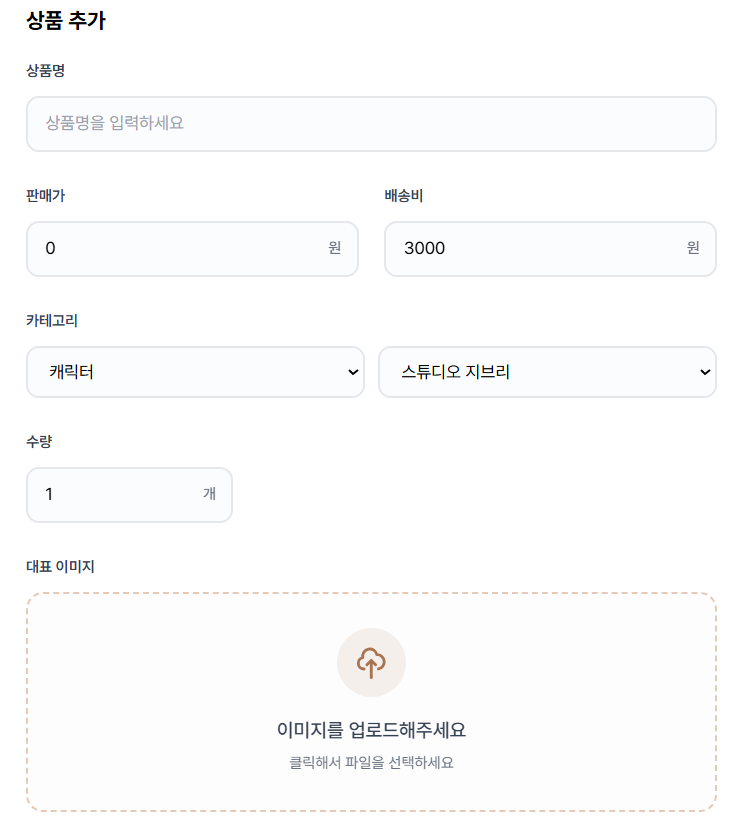 상품 추가
상품명
상품명을 입력하세요
판매가 배송비
0 원 3000 원
카테고리
캐릭터 스튜디오 지브리
수량
1 개
대표 이미지
이미지를 업로드해주세요
클릭해서 파일을 선택하세요